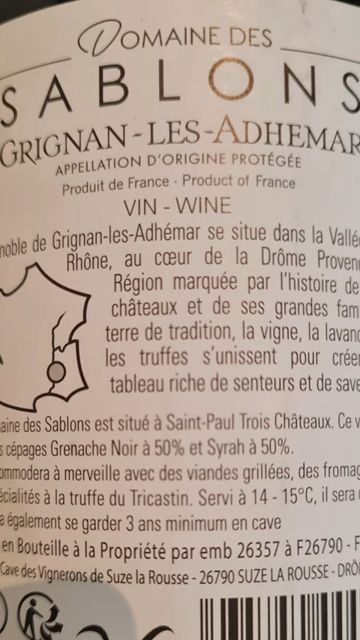 DOMAINE DES
SABLONS
GRIGNAN-LES-ADHEMAR
APPELLATION D'ORIGINE PROTÉGÉE
Produit de France - Product of France
VIN - WINE
noble de Grignan-les-Adhémar se situe dans la Vallé
Rhône, au cœur de la Drôme Proven
Région marquée par l'histoire de
châteaux et de ses grandes fam
terre de tradition, la vigne, la lavand
les truffes s'unissent pour créer
tableau riche de senteurs et de save
aine des Sablons est situé à Saint-Paul Trois Châteaux. Ce v
s cépages Grenache Noir à 50% et Syrah à 50%.
ommodera à merveille avec des viandes grillées, des fromag
écialités à la truffe du Tricastin. Servi à 14 - 15°C, il sera
a également se garder 3 ans minimum en cave
en Bouteille à la Propriété par emb 26357 à F26790 - F
Cave des Vignerons de Suze la Rousse - 26790 SUZE LA ROUSSE - DRÔ